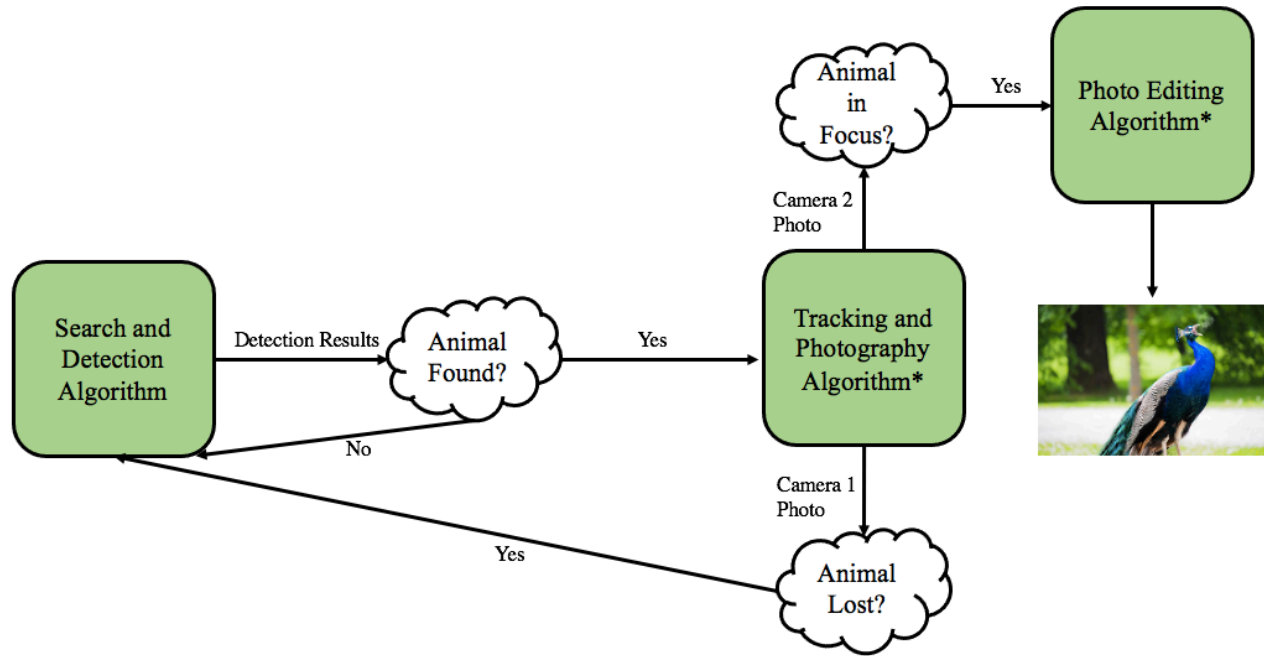 Animal
in
Focus?
Yes
Photo Editing
Algorithm*
Camera 2
Photo
Search and
Detection
Algorithm
Detection Results
Animal
Found?
Yes
Tracking and
Photography
Algorithm*
No
Camera 1
Photo
Yes
Animal
Lost?